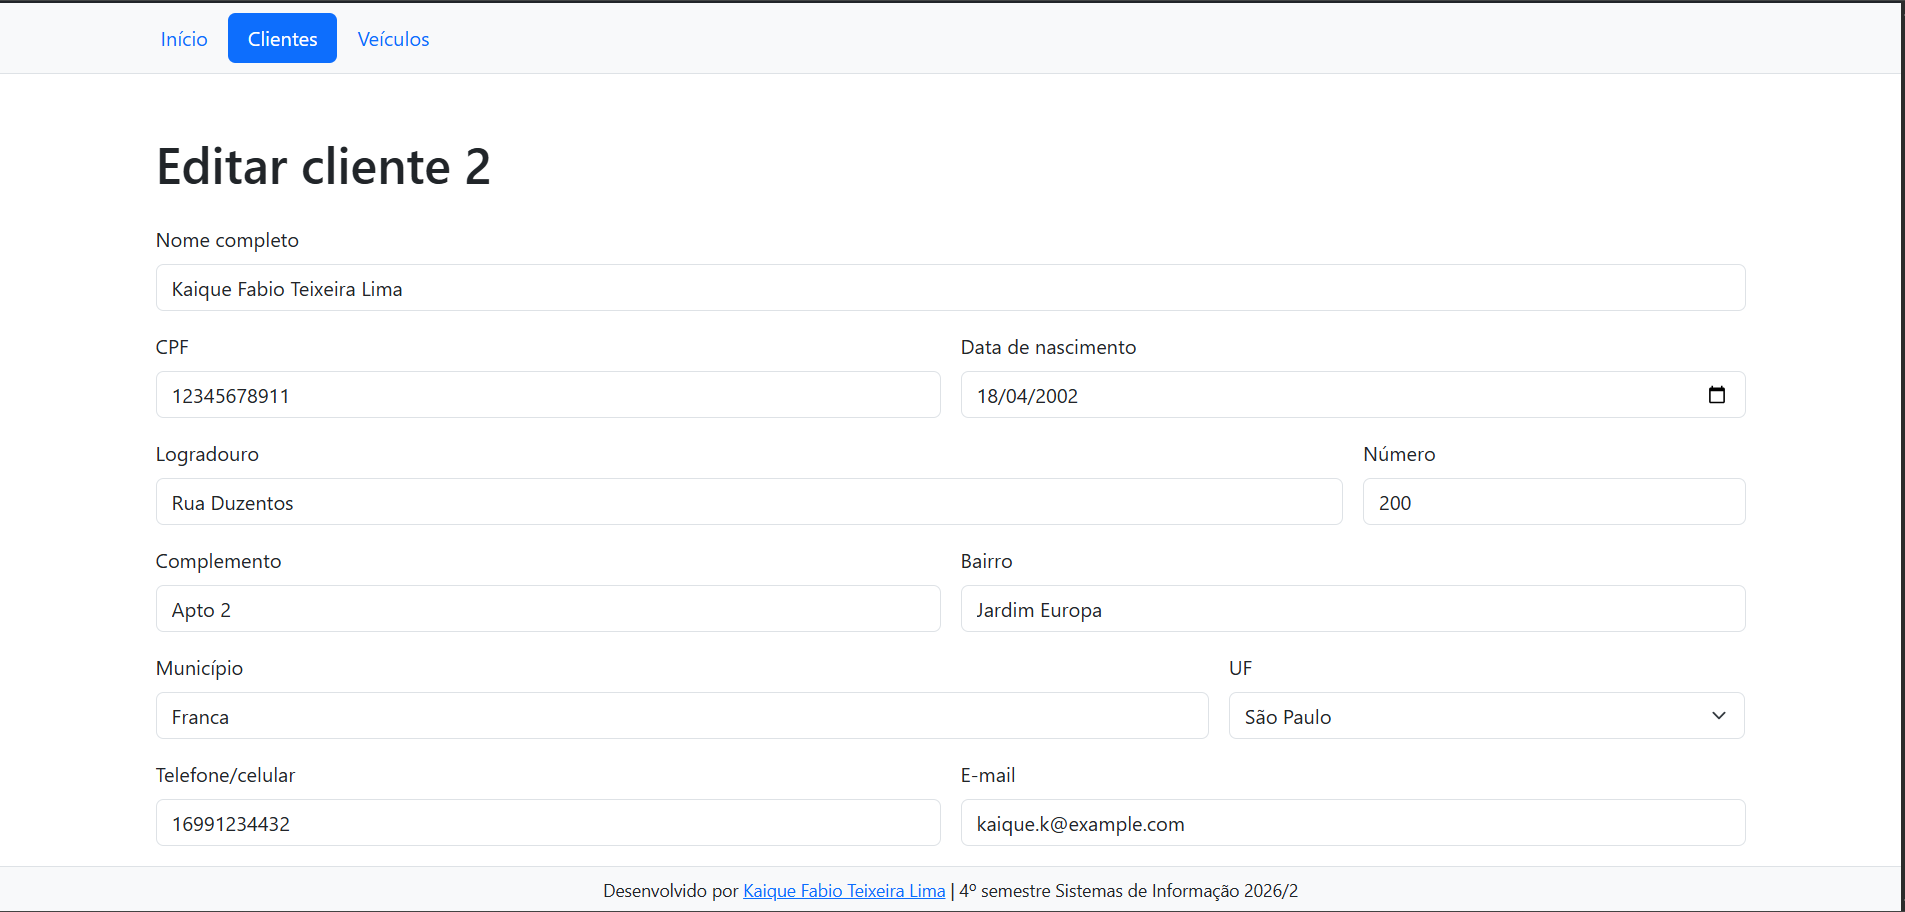 Início Clientes Veículos
Editar cliente 2
Nome completo
Kaique Fabio Teixeira Lima
CPF Data de nascimento
12345678911 18/04/2002
Logradouro Número
Rua Duzentos 200
Complemento Bairro
Apto 2 Jardim Europa
Município UF
Franca São Paulo
Telefone/celular E-mail
16991234432 kaique.k@example.com
Desenvolvido por Kaique Fabio Teixeira Lima | 4º semestre Sistemas de Informação 2026/2